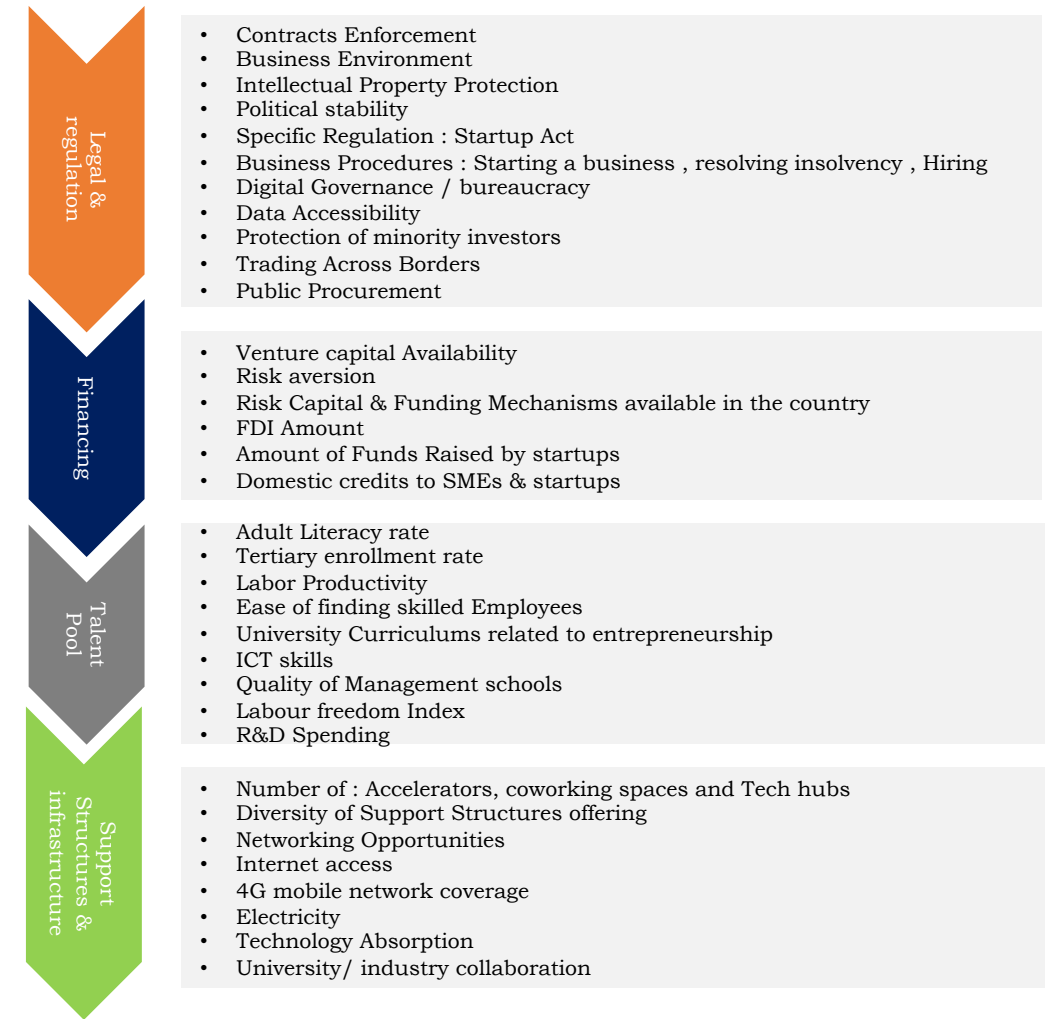 Legal &
regulation
• Contracts Enforcement
• Business Environment
• Intellectual Property Protection
• Political stability
• Specific Regulation : Startup Act
• Business Procedures : Starting a business , resolving insolvency , Hiring
• Digital Governance / bureaucracy
• Data Accessibility
• Protection of minority investors
• Trading Across Borders
• Public Procurement
Financing
• Venture capital Availability
• Risk aversion
• Risk Capital & Funding Mechanisms available in the country
• FDI Amount
• Amount of Funds Raised by startups
• Domestic credits to SMEs & startups
Talent
Pool
• Adult Literacy rate
• Tertiary enrollment rate
• Labor Productivity
• Ease of finding skilled Employees
• University Curriculums related to entrepreneurship
• ICT skills
• Quality of Management schools
• Labour freedom Index
• R&D Spending
Support
Structures &
infrastructure
• Number of : Accelerators, coworking spaces and Tech hubs
• Diversity of Support Structures offering
• Networking Opportunities
• Internet access
• 4G mobile network coverage
• Electricity
• Technology Absorption
• University/ industry collaboration